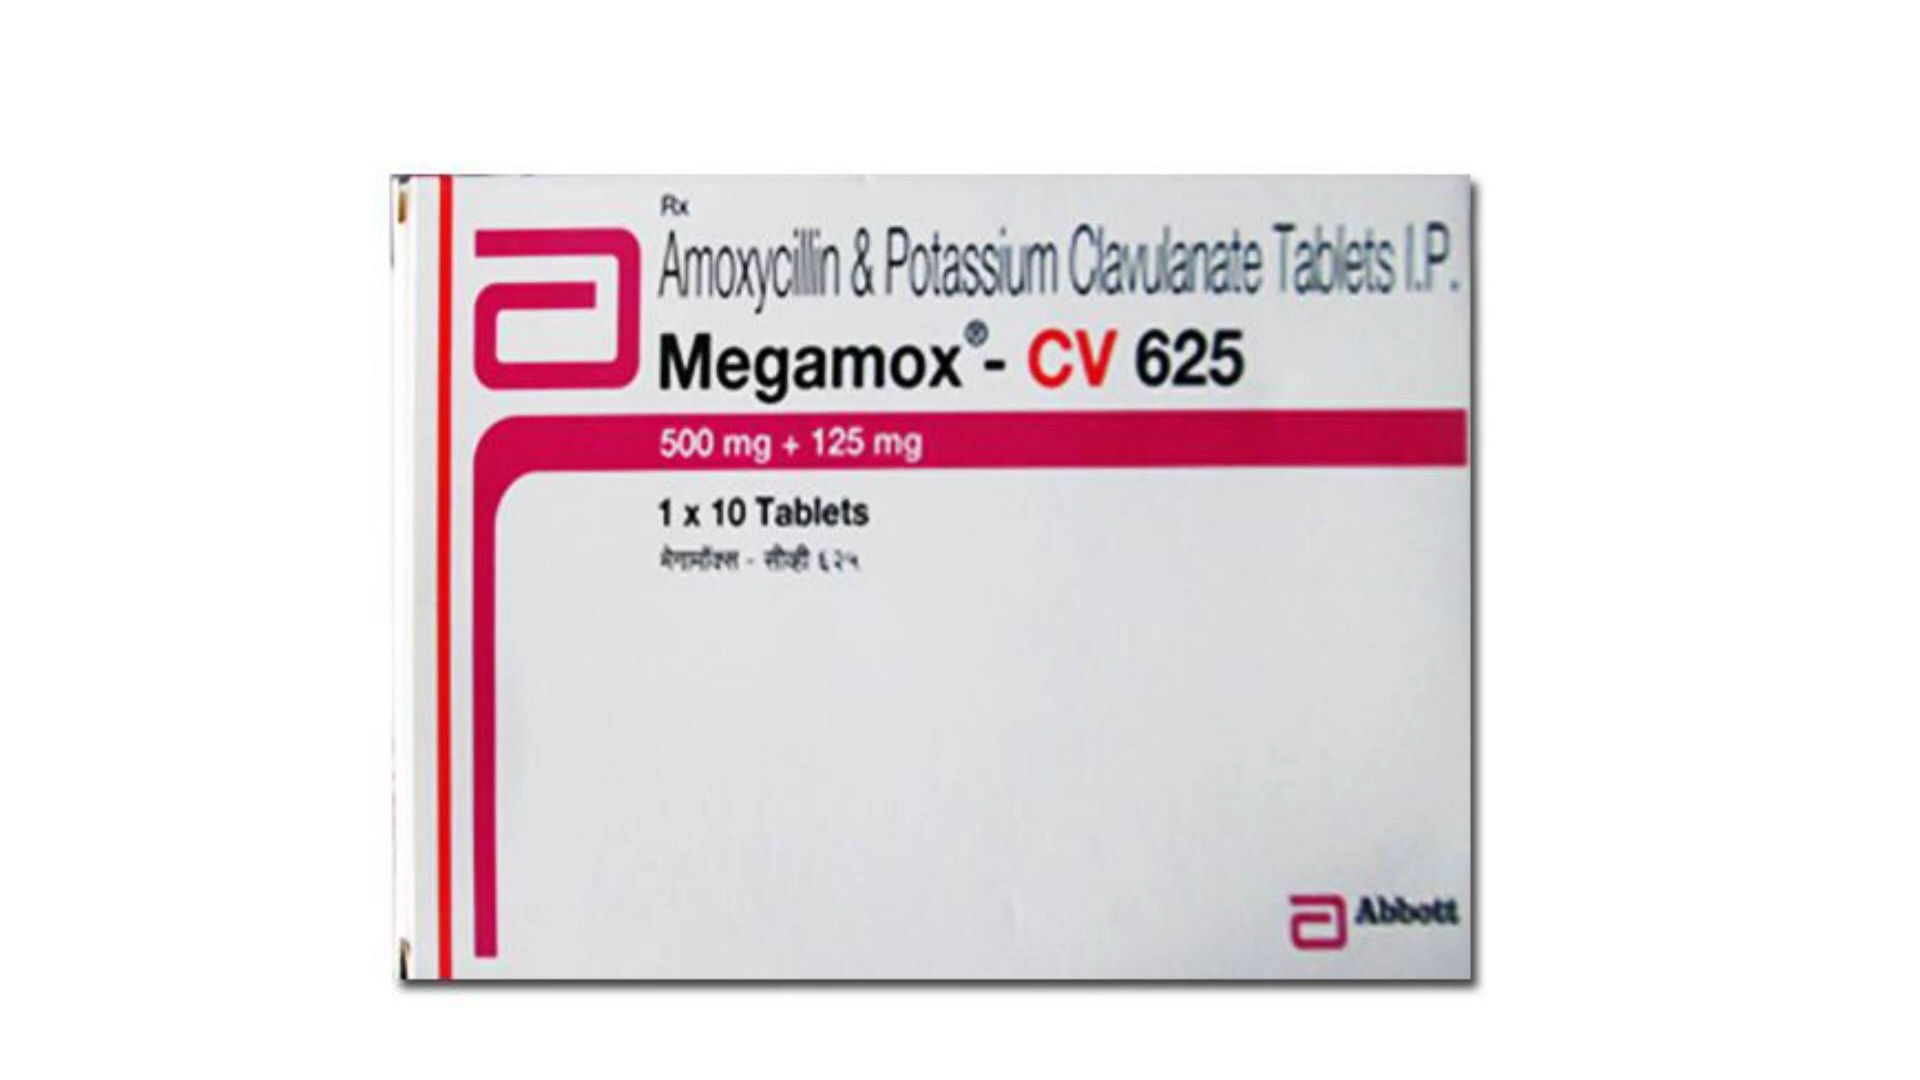 Rx
Amoxycillin & Potassium Clavulanate Tablets I.P.
Megamox®- CV 625
500 mg + 125 mg
1 x 10 Tablets
मेगामॉक्स - सीव्ही ६२५
Abbott